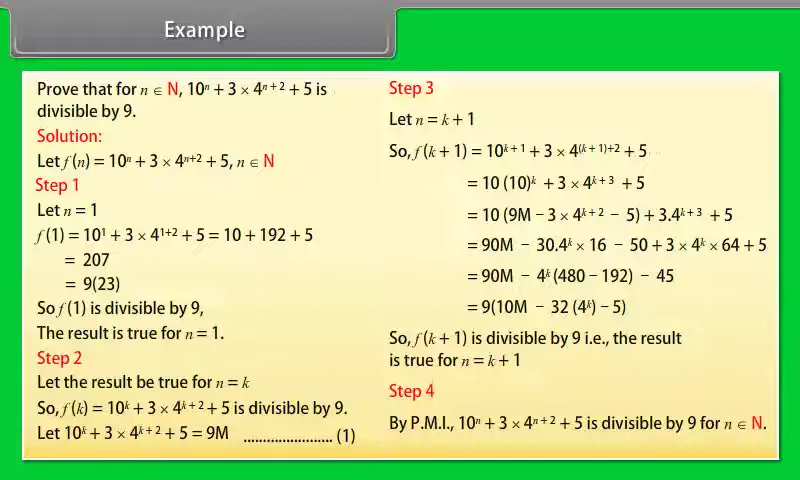 Example
Prove that for n ∈ N, 10ⁿ + 3 × 4ⁿ⁺² + 5 is
divisible by 9.
Solution:
Let f (n) = 10ⁿ + 3 × 4ⁿ⁺² + 5, n ∈ N
Step 1
Let n = 1
f (1) = 10¹ + 3 × 4¹⁺² + 5 = 10 + 192 + 5
= 207
= 9(23)
So f (1) is divisible by 9,
The result is true for n = 1.
Step 2
Let the result be true for n = k
So, f (k) = 10ᵏ + 3 × 4ᵏ⁺² + 5 is divisible by 9.
Let 10ᵏ + 3 × 4ᵏ⁺² + 5 = 9M ....................... (1)
Step 3
Let n = k + 1
So, f (k + 1) = 10ᵏ⁺¹ + 3 × 4⁽ᵏ⁺¹⁾⁺² + 5
= 10 (10)ᵏ + 3 × 4ᵏ⁺³ + 5
= 10 (9M − 3 × 4ᵏ⁺² − 5) + 3.4ᵏ⁺³ + 5
= 90M − 30.4ᵏ × 16 − 50 + 3 × 4ᵏ × 64 + 5
= 90M − 4ᵏ (480 − 192) − 45
= 9(10M − 32 (4ᵏ) − 5)
So, f (k + 1) is divisible by 9 i.e., the result
is true for n = k + 1
Step 4
By P.M.I., 10ⁿ + 3 × 4ⁿ⁺² + 5 is divisible by 9 for n ∈ N.